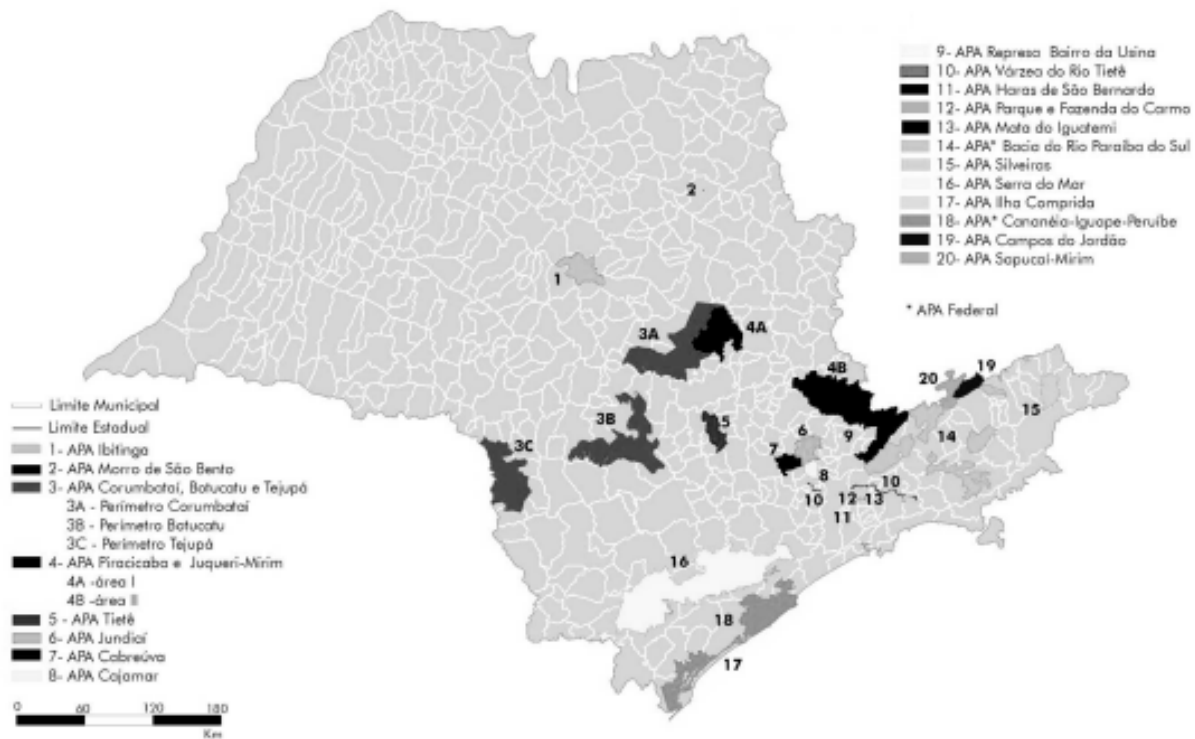 9- APA Represa Bairro da Usina
10- APA Várzea do Rio Tietê
11- APA Haras de São Bernardo
12- APA Parque e Fazenda do Carmo
13- APA Mata do Iguatemi
14- APA* Bacia do Rio Paraíba do Sul
15- APA Silveiras
16- APA Serra do Mar
17- APA Ilha Comprida
18- APA* Cananéia-Iguape-Peruíbe
19- APA Campos do Jordão
20- APA Sapucaí-Mirim
* APA Federal
2
1
3A
4A
4B
20
19
15
3B
5
6
9
14
3C
7
8
10
10
12
13
11
16
18
17
Limite Municipal
Limite Estadual
1- APA Ibitinga
2- APA Morro de São Bento
3- APA Corumbataí, Botucatu e Tejupá
3A - Perímetro Corumbataí
3B - Perímetro Botucatu
3C - Perímetro Tejupá
4- APA Piracicaba e Juqueri-Mirim
4A -área I
4B -área II
5 - APA Tietê
6- APA Jundiaí
7- APA Cabreúva
8- APA Cajamar
0 60 120 180
Km